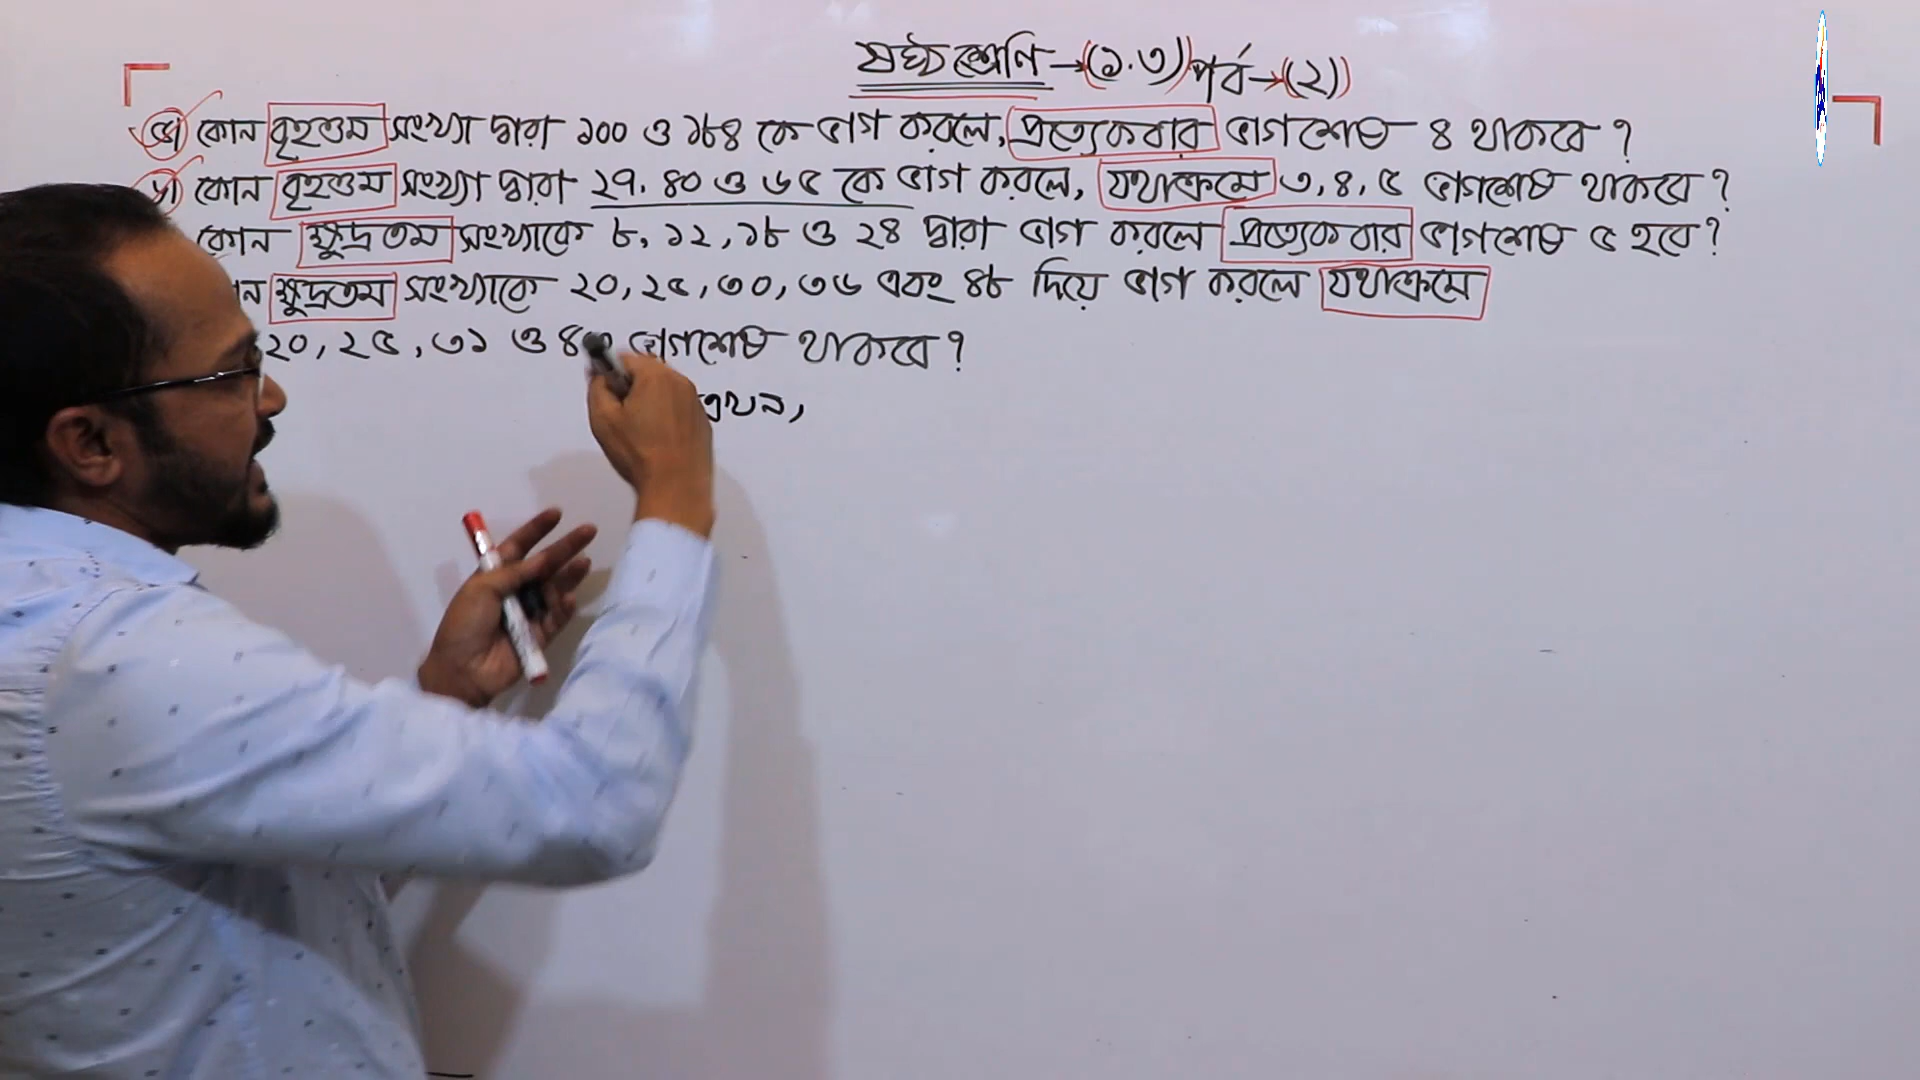 ষষ্ঠ শ্রেণি → (১.৩) পর্ব → (২)
৫। কোন বৃহত্তম সংখ্যা দ্বারা ১০০ ও ১৮৪ কে ভাগ করলে, প্রত্যেকবার ভাগশেষ ৪ থাকবে ?
৬। কোন বৃহত্তম সংখ্যা দ্বারা ২৭, ৪০ ও ৬৫ কে ভাগ করলে, যথাক্রমে ৩, ৪, ৫ ভাগশেষ থাকবে ?
কোন ক্ষুদ্রতম সংখ্যাকে ৮, ১২, ১৮ ও ২৪ দ্বারা ভাগ করলে প্রত্যেকবার ভাগশেষ ৫ হবে ?
ক্ষুদ্রতম সংখ্যাকে ২০, ২৫, ৩০, ৩৬ এবং ৪৮ দিয়ে ভাগ করলে যথাক্রমে
২০, ২৫, ৩১ ও ভাগশেষ থাকবে ?
এখন,